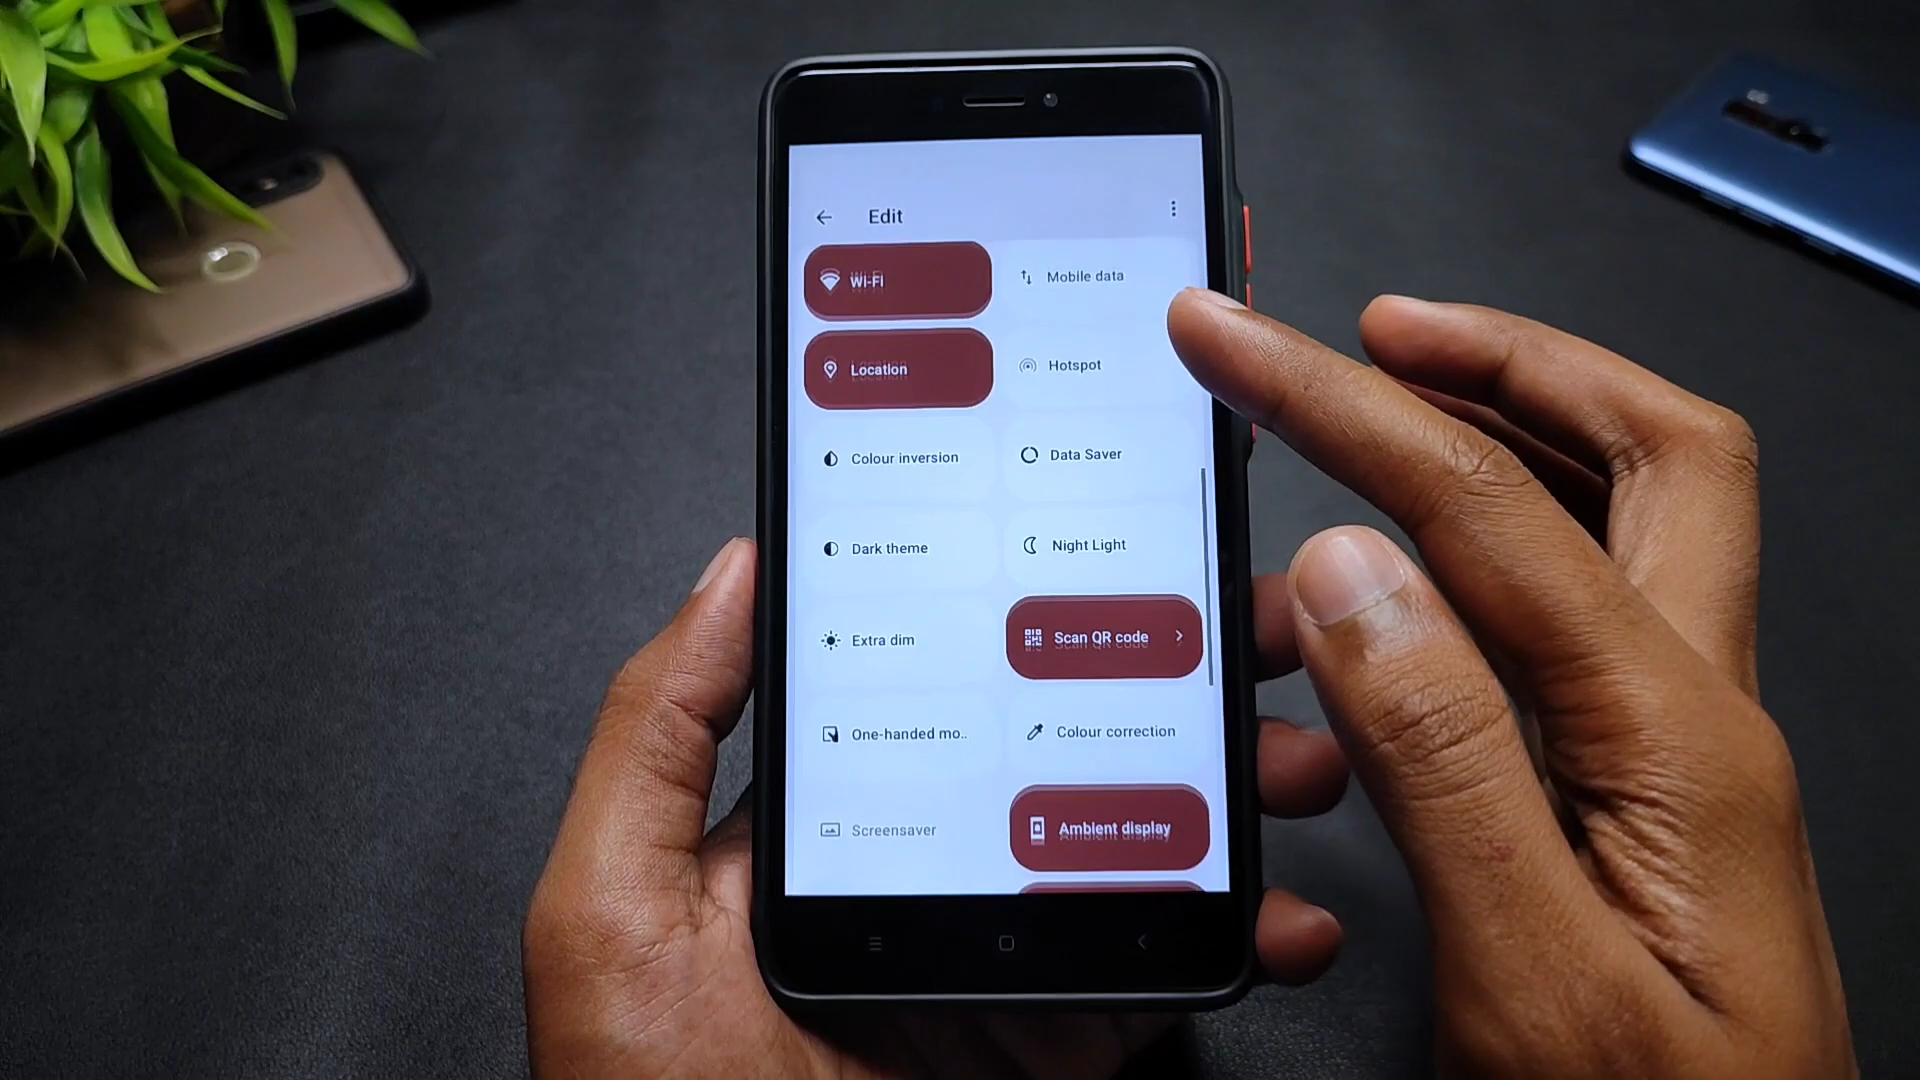 Edit
Wi-Fi
Mobile data
Location
Hotspot
Colour inversion
Data Saver
Dark theme
Night Light
Extra dim
Scan QR code
One-handed mo..
Colour correction
Screensaver
Ambient display